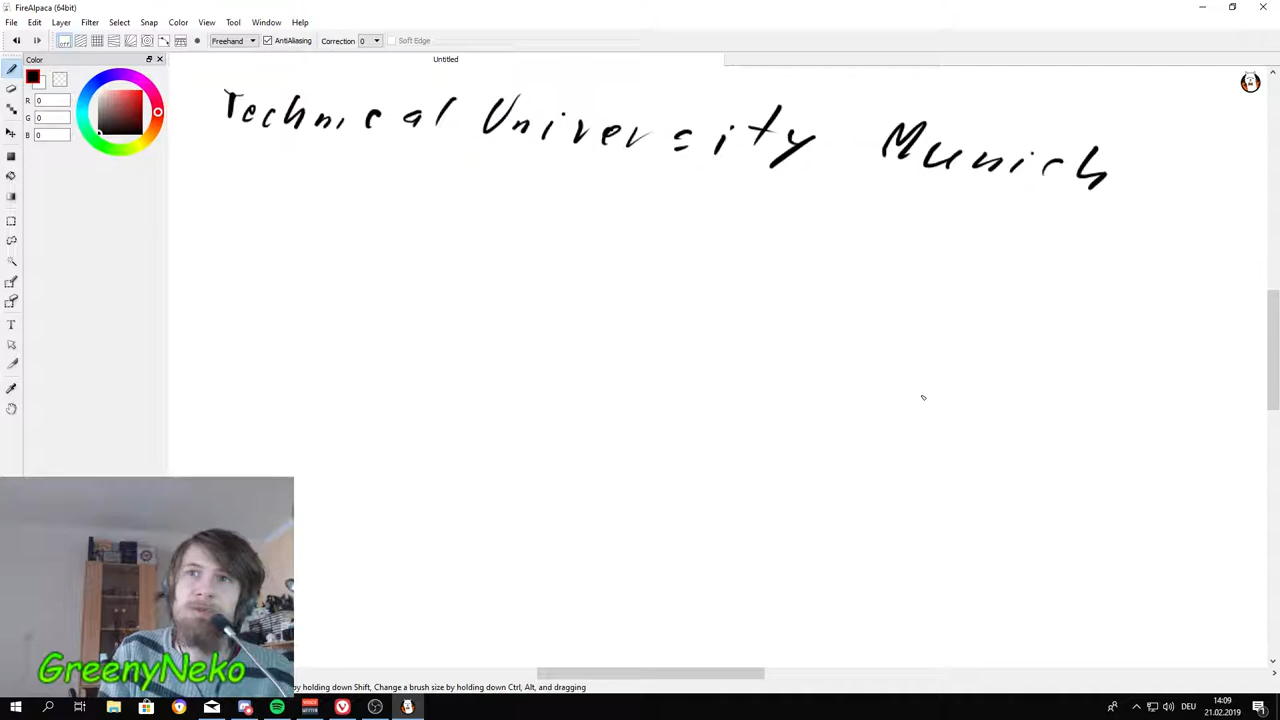 FireAlpaca (64bit)
File Edit Layer Filter Select Snap Color View Tool Window Help
Freehand AntiAliasing Correction 0 Soft Edge
Color
Untitled
R 0
G 0
B 0
Technical University Munich
GreenyNeko
by holding down Shift, Change a brush size by holding down Ctrl, Alt, and dragging
DEU
14:09
21.02.2019